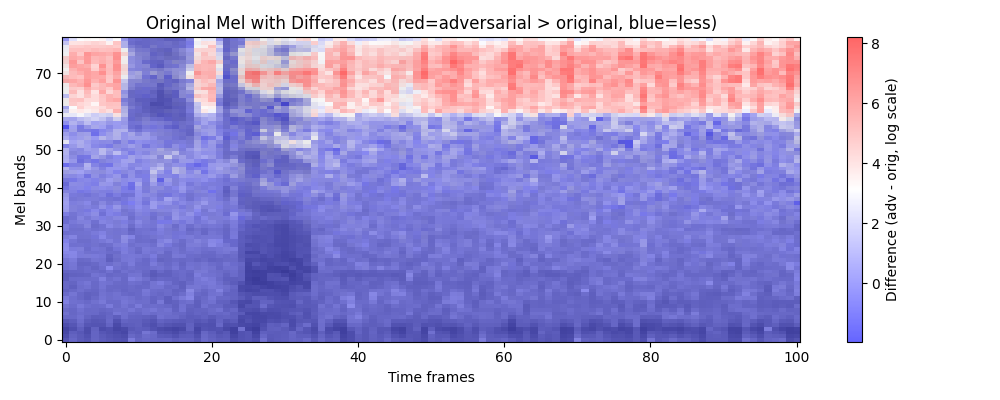 Original Mel with Differences (red=adversarial > original, blue=less)
Mel bands
70
60
50
40
30
20
10
0
0 20 40 60 80 100
Time frames
8
6
4
2
0
Difference (adv - orig, log scale)